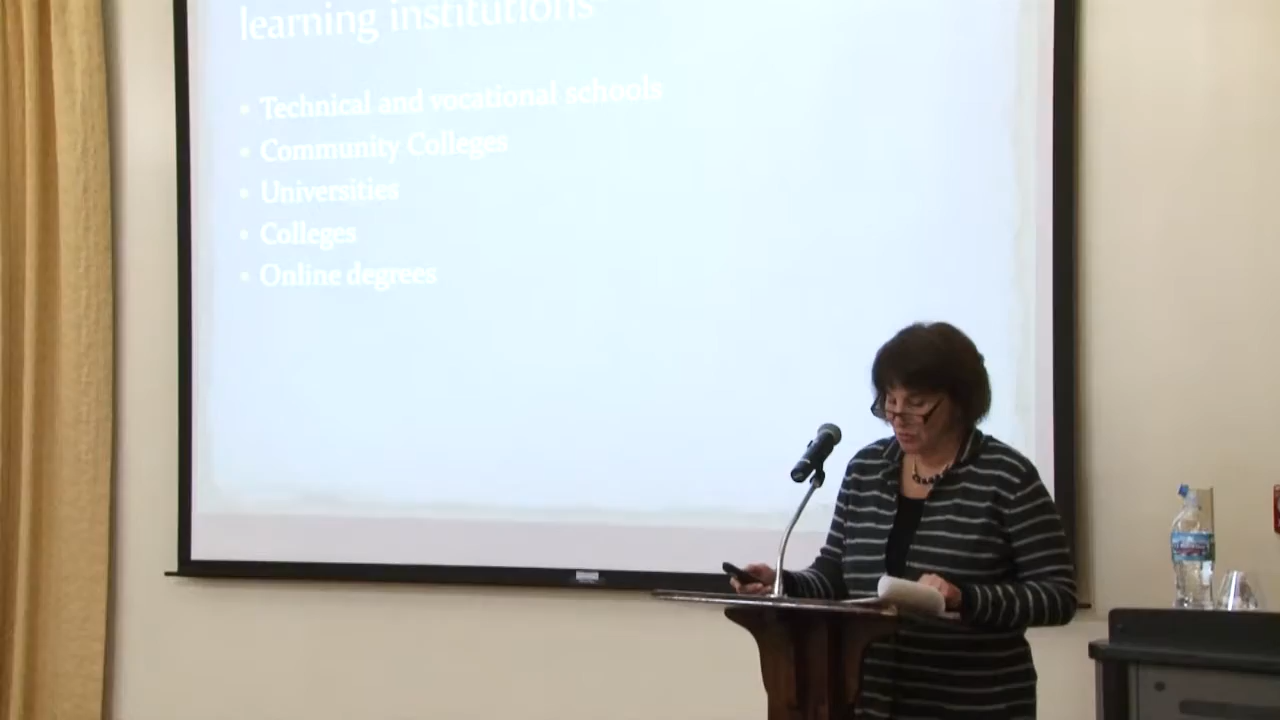 learning institutions
• Technical and vocational schools
• Community Colleges
• Universities
• Colleges
• Online degrees